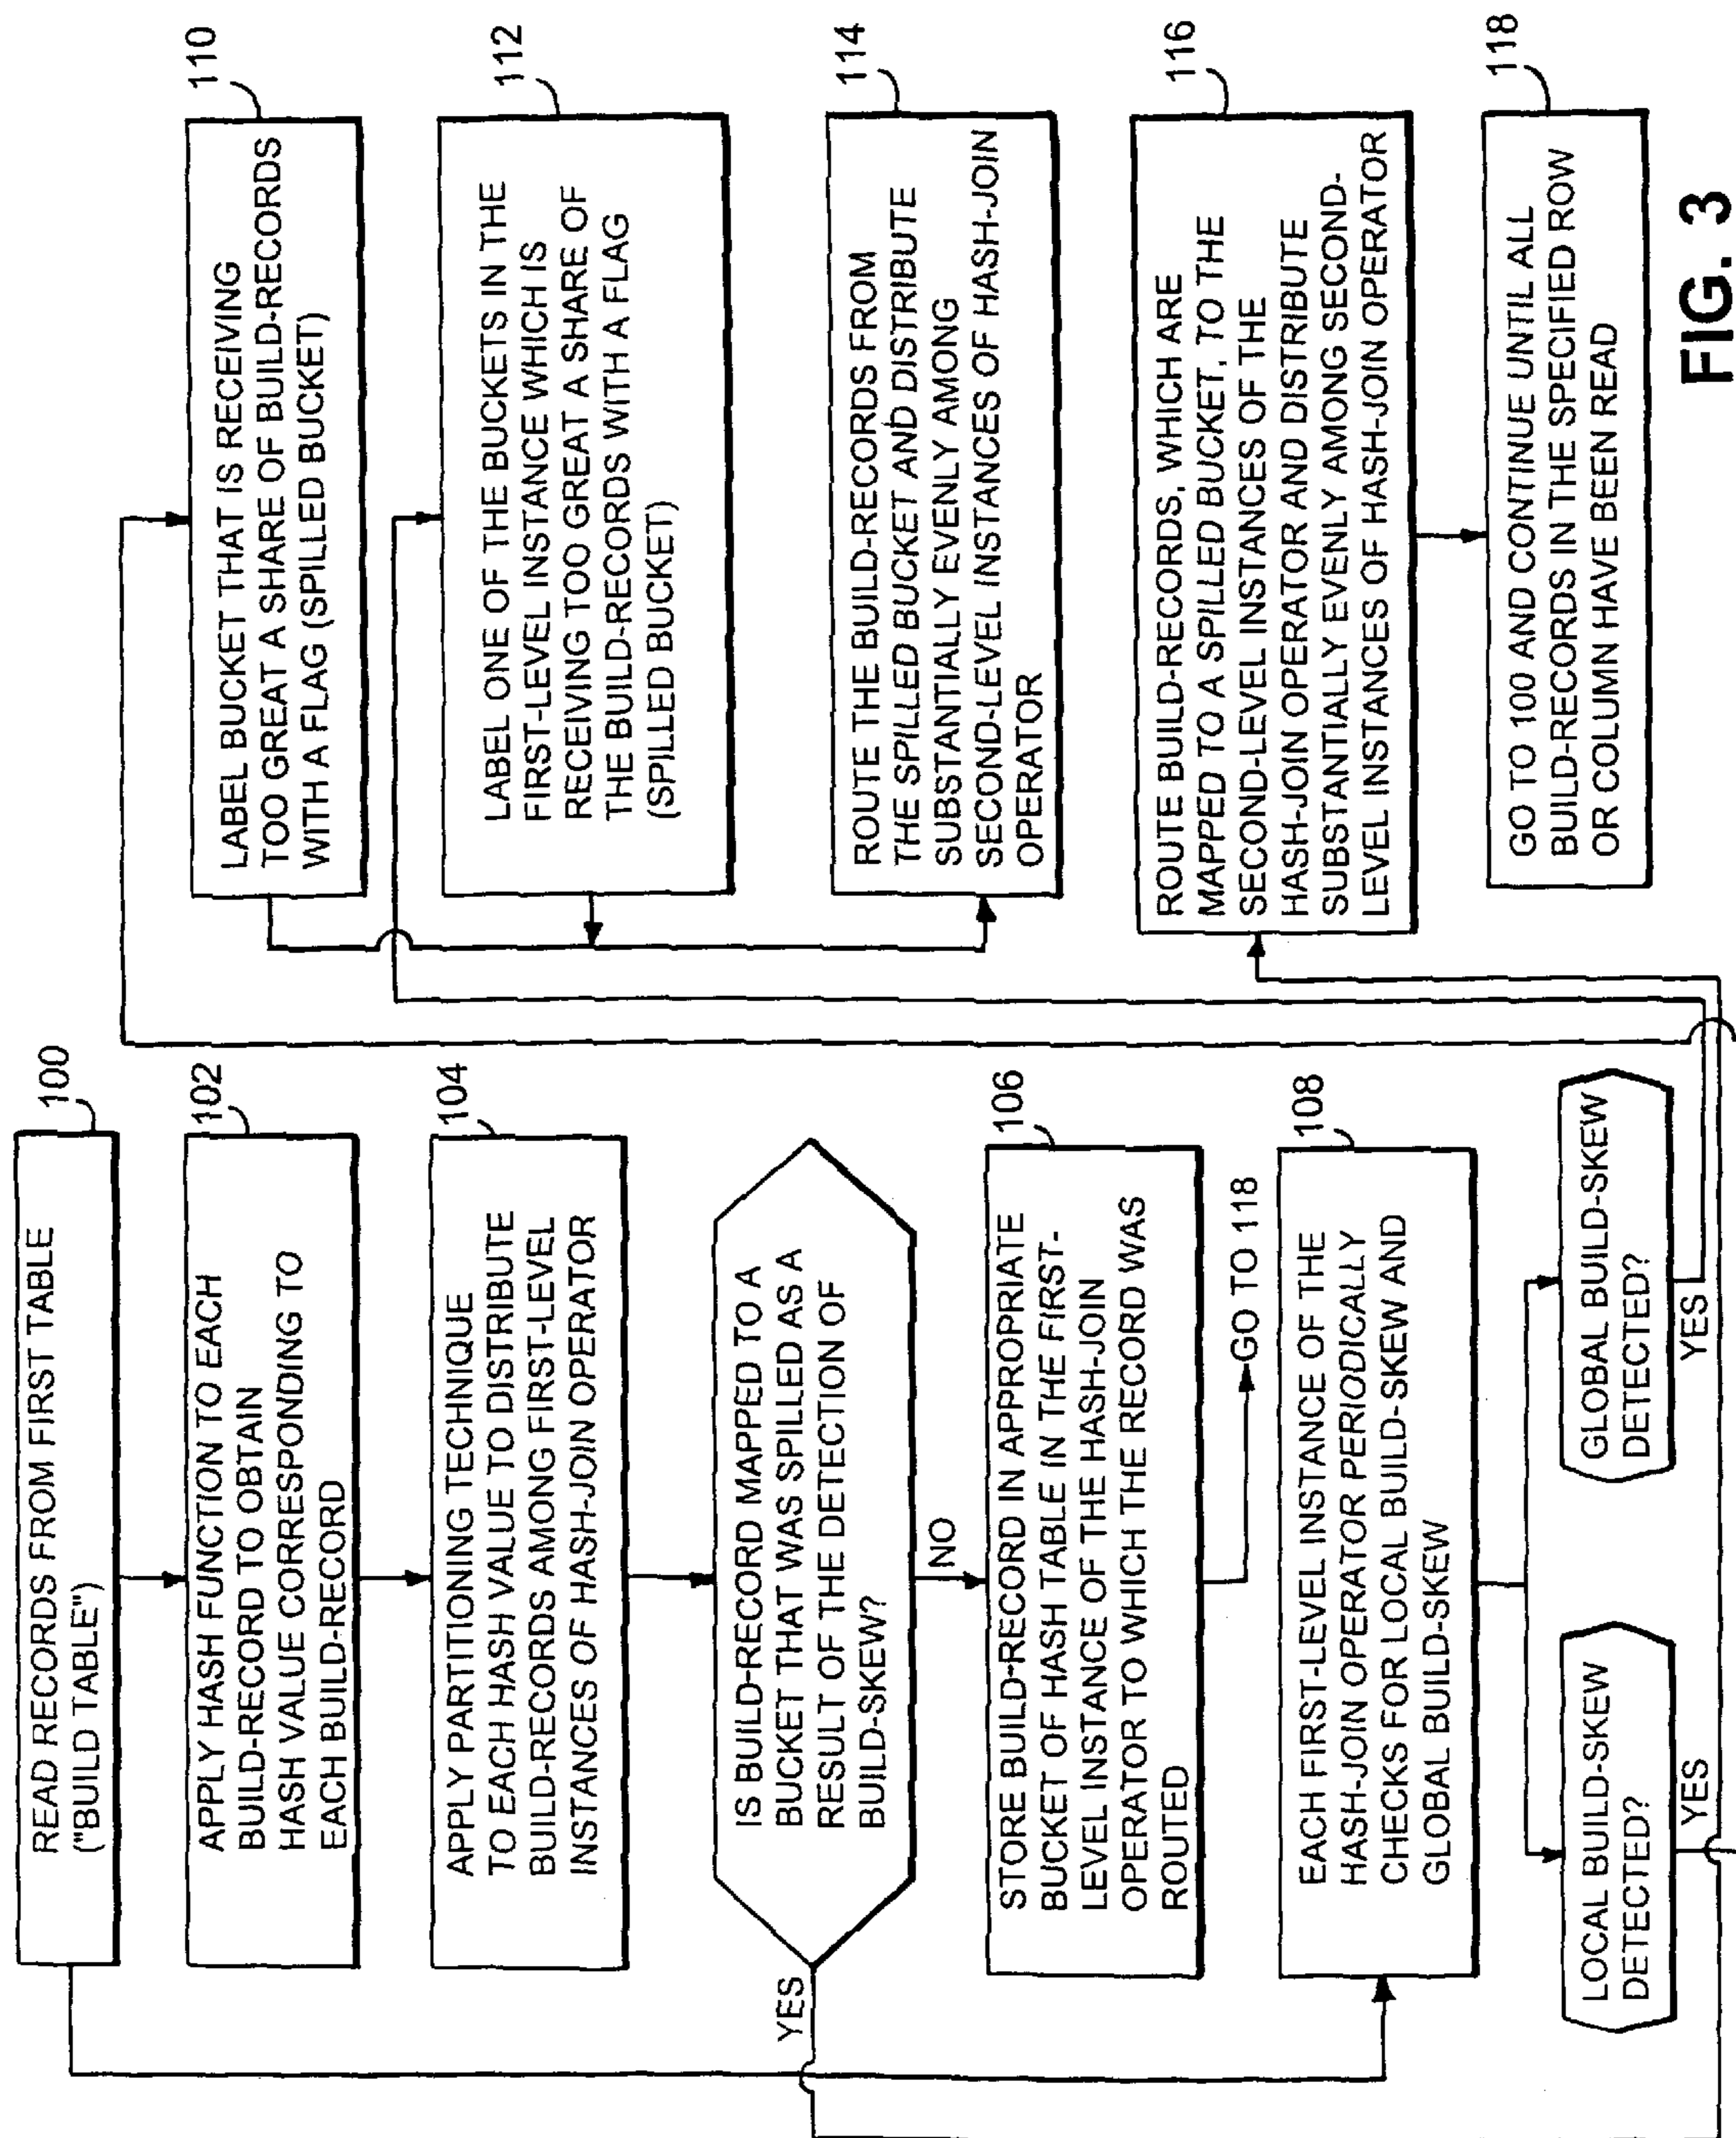 100
READ RECORDS FROM FIRST TABLE
("BUILD TABLE")
102
APPLY HASH FUNCTION TO EACH
BUILD-RECORD TO OBTAIN
HASH VALUE CORRESPONDING TO
EACH BUILD-RECORD
104
APPLY PARTITIONING TECHNIQUE
TO EACH HASH VALUE TO DISTRIBUTE
BUILD-RECORDS AMONG FIRST-LEVEL
INSTANCES OF HASH-JOIN OPERATOR
IS BUILD-RECORD MAPPED TO A
BUCKET THAT WAS SPILLED AS A
RESULT OF THE DETECTION OF
BUILD-SKEW?
YES
NO
106
STORE BUILD-RECORD IN APPROPRIATE
BUCKET OF HASH TABLE IN THE FIRST-
LEVEL INSTANCE OF THE HASH-JOIN
OPERATOR TO WHICH THE RECORD WAS
ROUTED
GO TO 118
108
EACH FIRST-LEVEL INSTANCE OF THE
HASH-JOIN OPERATOR PERIODICALLY
CHECKS FOR LOCAL BUILD-SKEW AND
GLOBAL BUILD-SKEW
LOCAL BUILD-SKEW
DETECTED?
YES
GLOBAL BUILD-SKEW
DETECTED?
YES
110
LABEL BUCKET THAT IS RECEIVING
TOO GREAT A SHARE OF BUILD-RECORDS
WITH A FLAG (SPILLED BUCKET)
112
LABEL ONE OF THE BUCKETS IN THE
FIRST-LEVEL INSTANCE WHICH IS
RECEIVING TOO GREAT A SHARE OF
THE BUILD-RECORDS WITH A FLAG
(SPILLED BUCKET)
114
ROUTE THE BUILD-RECORDS FROM
THE SPILLED BUCKET AND DISTRIBUTE
SUBSTANTIALLY EVENLY AMONG
SECOND-LEVEL INSTANCES OF HASH-JOIN
OPERATOR
116
ROUTE BUILD-RECORDS, WHICH ARE
MAPPED TO A SPILLED BUCKET, TO THE
SECOND-LEVEL INSTANCES OF THE
HASH-JOIN OPERATOR AND DISTRIBUTE
SUBSTANTIALLY EVENLY AMONG SECOND-
LEVEL INSTANCES OF HASH-JOIN OPERATOR
118
GO TO 100 AND CONTINUE UNTIL ALL
BUILD-RECORDS IN THE SPECIFIED ROW
OR COLUMN HAVE BEEN READ
FIG. 3